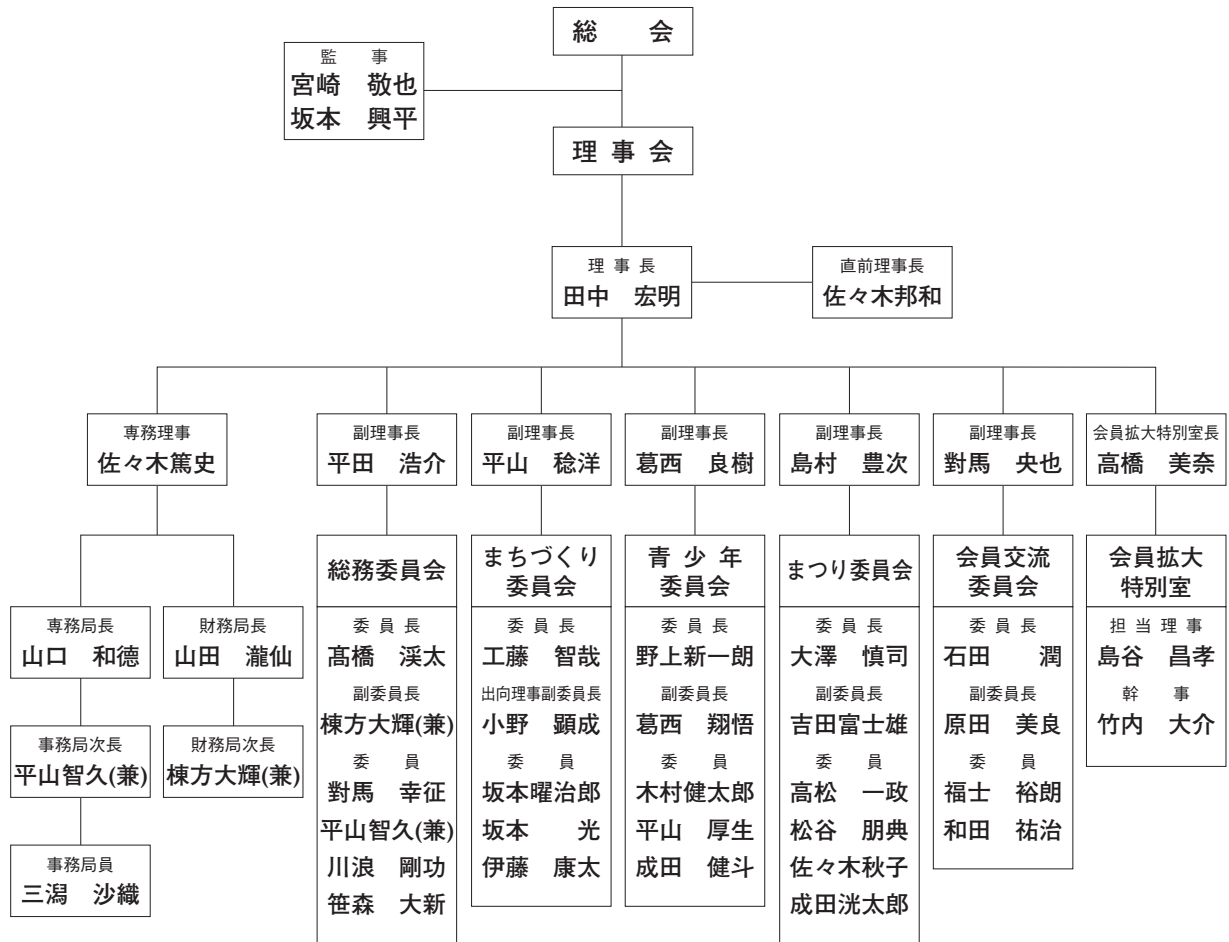 総　会
監　事
宮崎　敬也
坂本　興平
理 事 会
理 事 長
田中　宏明
直前理事長
佐々木邦和
専務理事
佐々木篤史
副理事長
平田　浩介
副理事長
平山　稔洋
副理事長
葛西　良樹
副理事長
島村　豊次
副理事長
對馬　央也
会員拡大特別室長
高橋　美奈
専務局長
山口　和德
事務局次長
平山智久(兼)
事務局員
三潟　沙織
財務局長
山田　瀧仙
財務局次長
棟方大輝(兼)
総務委員会
委 員 長
髙橋　渓太
副委員長
棟方大輝(兼)
委　員
對馬　幸征
平山智久(兼)
川浪　剛功
笹森　大新
まちづくり
委員会
委 員 長
工藤　智哉
出向理事副委員長
小野　顕成
委　員
坂本曜治郎
坂本　光
伊藤　康太
青 少 年
委員会
委 員 長
野上新一朗
副委員長
葛西　翔悟
委　員
木村健太郎
平山　厚生
成田　健斗
まつり委員会
委 員 長
大澤　慎司
副委員長
吉田富士雄
委　員
高松　一政
松谷　朋典
佐々木秋子
成田洸太郎
会員交流
委員会
委 員 長
石田　潤
副委員長
原田　美良
委　員
福士　裕朗
和田　祐治
会員拡大
特別室
担 当 理 事
島谷　昌孝
幹　事
竹内　大介